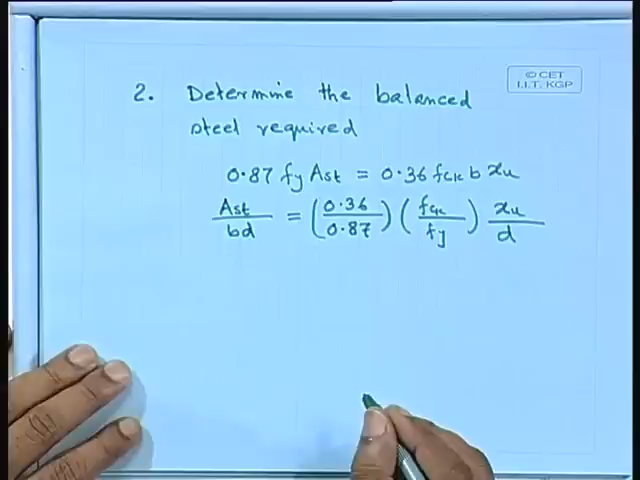 © CET
I.I.T. KGP
2. Determine the balanced
steel required
0.87 fy Ast = 0.36 fck b xu
Ast/bd = (0.36/0.87) (fck/fy) xu/d